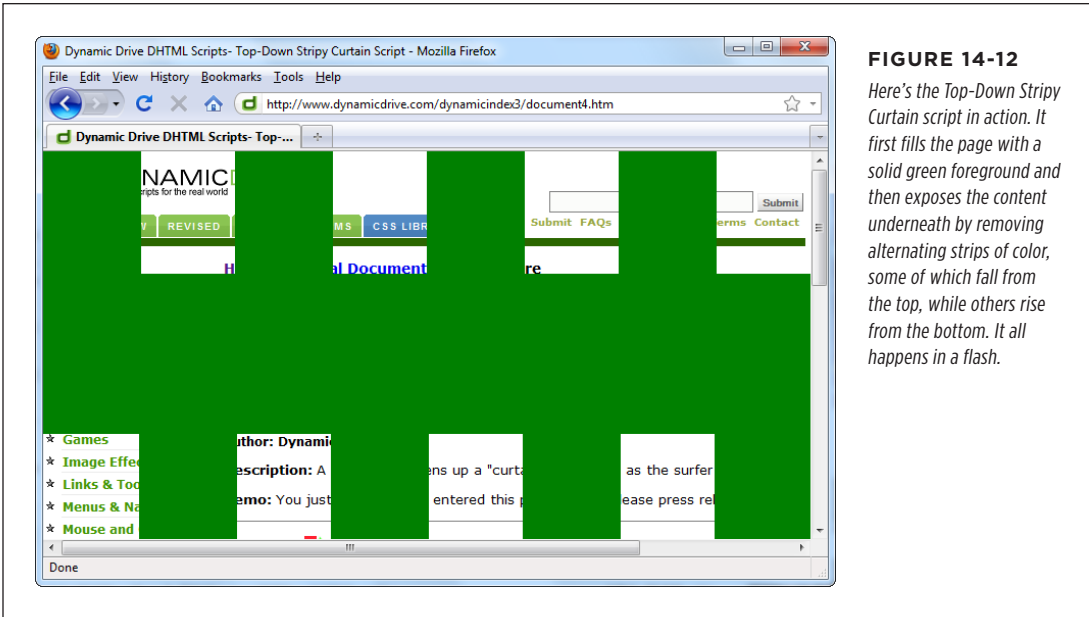 Dynamic Drive DHTML Scripts- Top-Down Stripy Curtain Script - Mozilla Firefox
File Edit View History Bookmarks Tools Help
http://www.dynamicdrive.com/dynamicindex3/document4.htm
Dynamic Drive DHTML Scripts- Top-...
NAMIC
ripts for the real world
Submit
W REVISED MS CSS LIBR
Submit FAQs erms Contact
H al Document re
Games
Image Effe
Links & Too
Menus & Na
Mouse and
uthor: Dynami
escription: A ens up a "curta as the surfer
emo: You just entered this p ease press rel
Done
FIGURE 14-12
Here's the Top-Down Stripy
Curtain script in action. It
first fills the page with a
solid green foreground and
then exposes the content
underneath by removing
alternating strips of color,
some of which fall from
the top, while others rise
from the bottom. It all
happens in a flash.